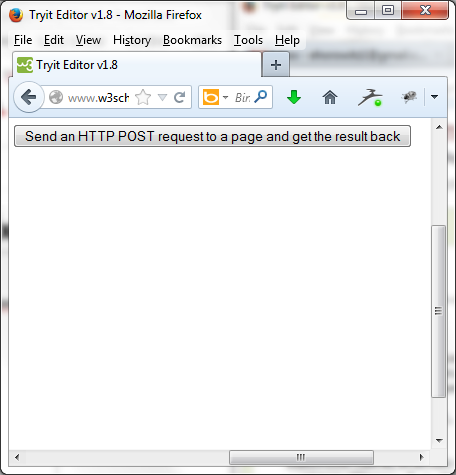 Tryit Editor v1.8 - Mozilla Firefox
File Edit View History Bookmarks Tools Help
Tryit Editor v1.8
www.w3sch
Bin
Send an HTTP POST request to a page and get the result back